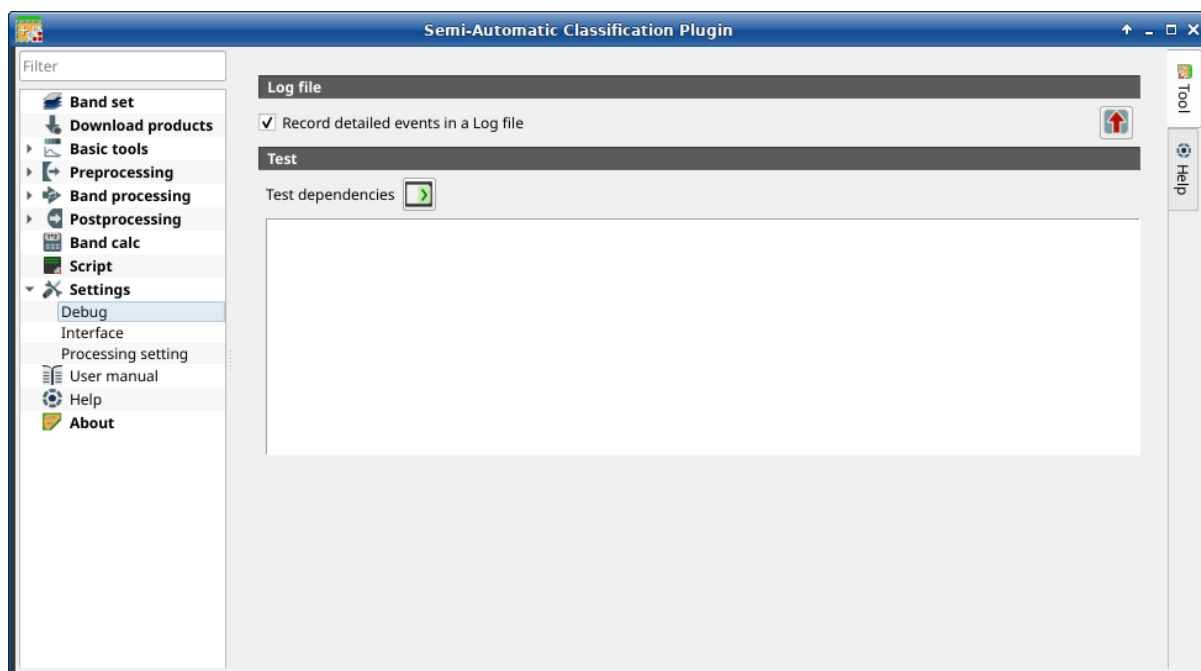 Semi-Automatic Classification Plugin
Filter
Band set
Download products
Basic tools
Preprocessing
Band processing
Postprocessing
Band calc
Script
Settings
Debug
Interface
Processing setting
User manual
Help
About
Log file
Record detailed events in a Log file
Test
Test dependencies
Tool
Help